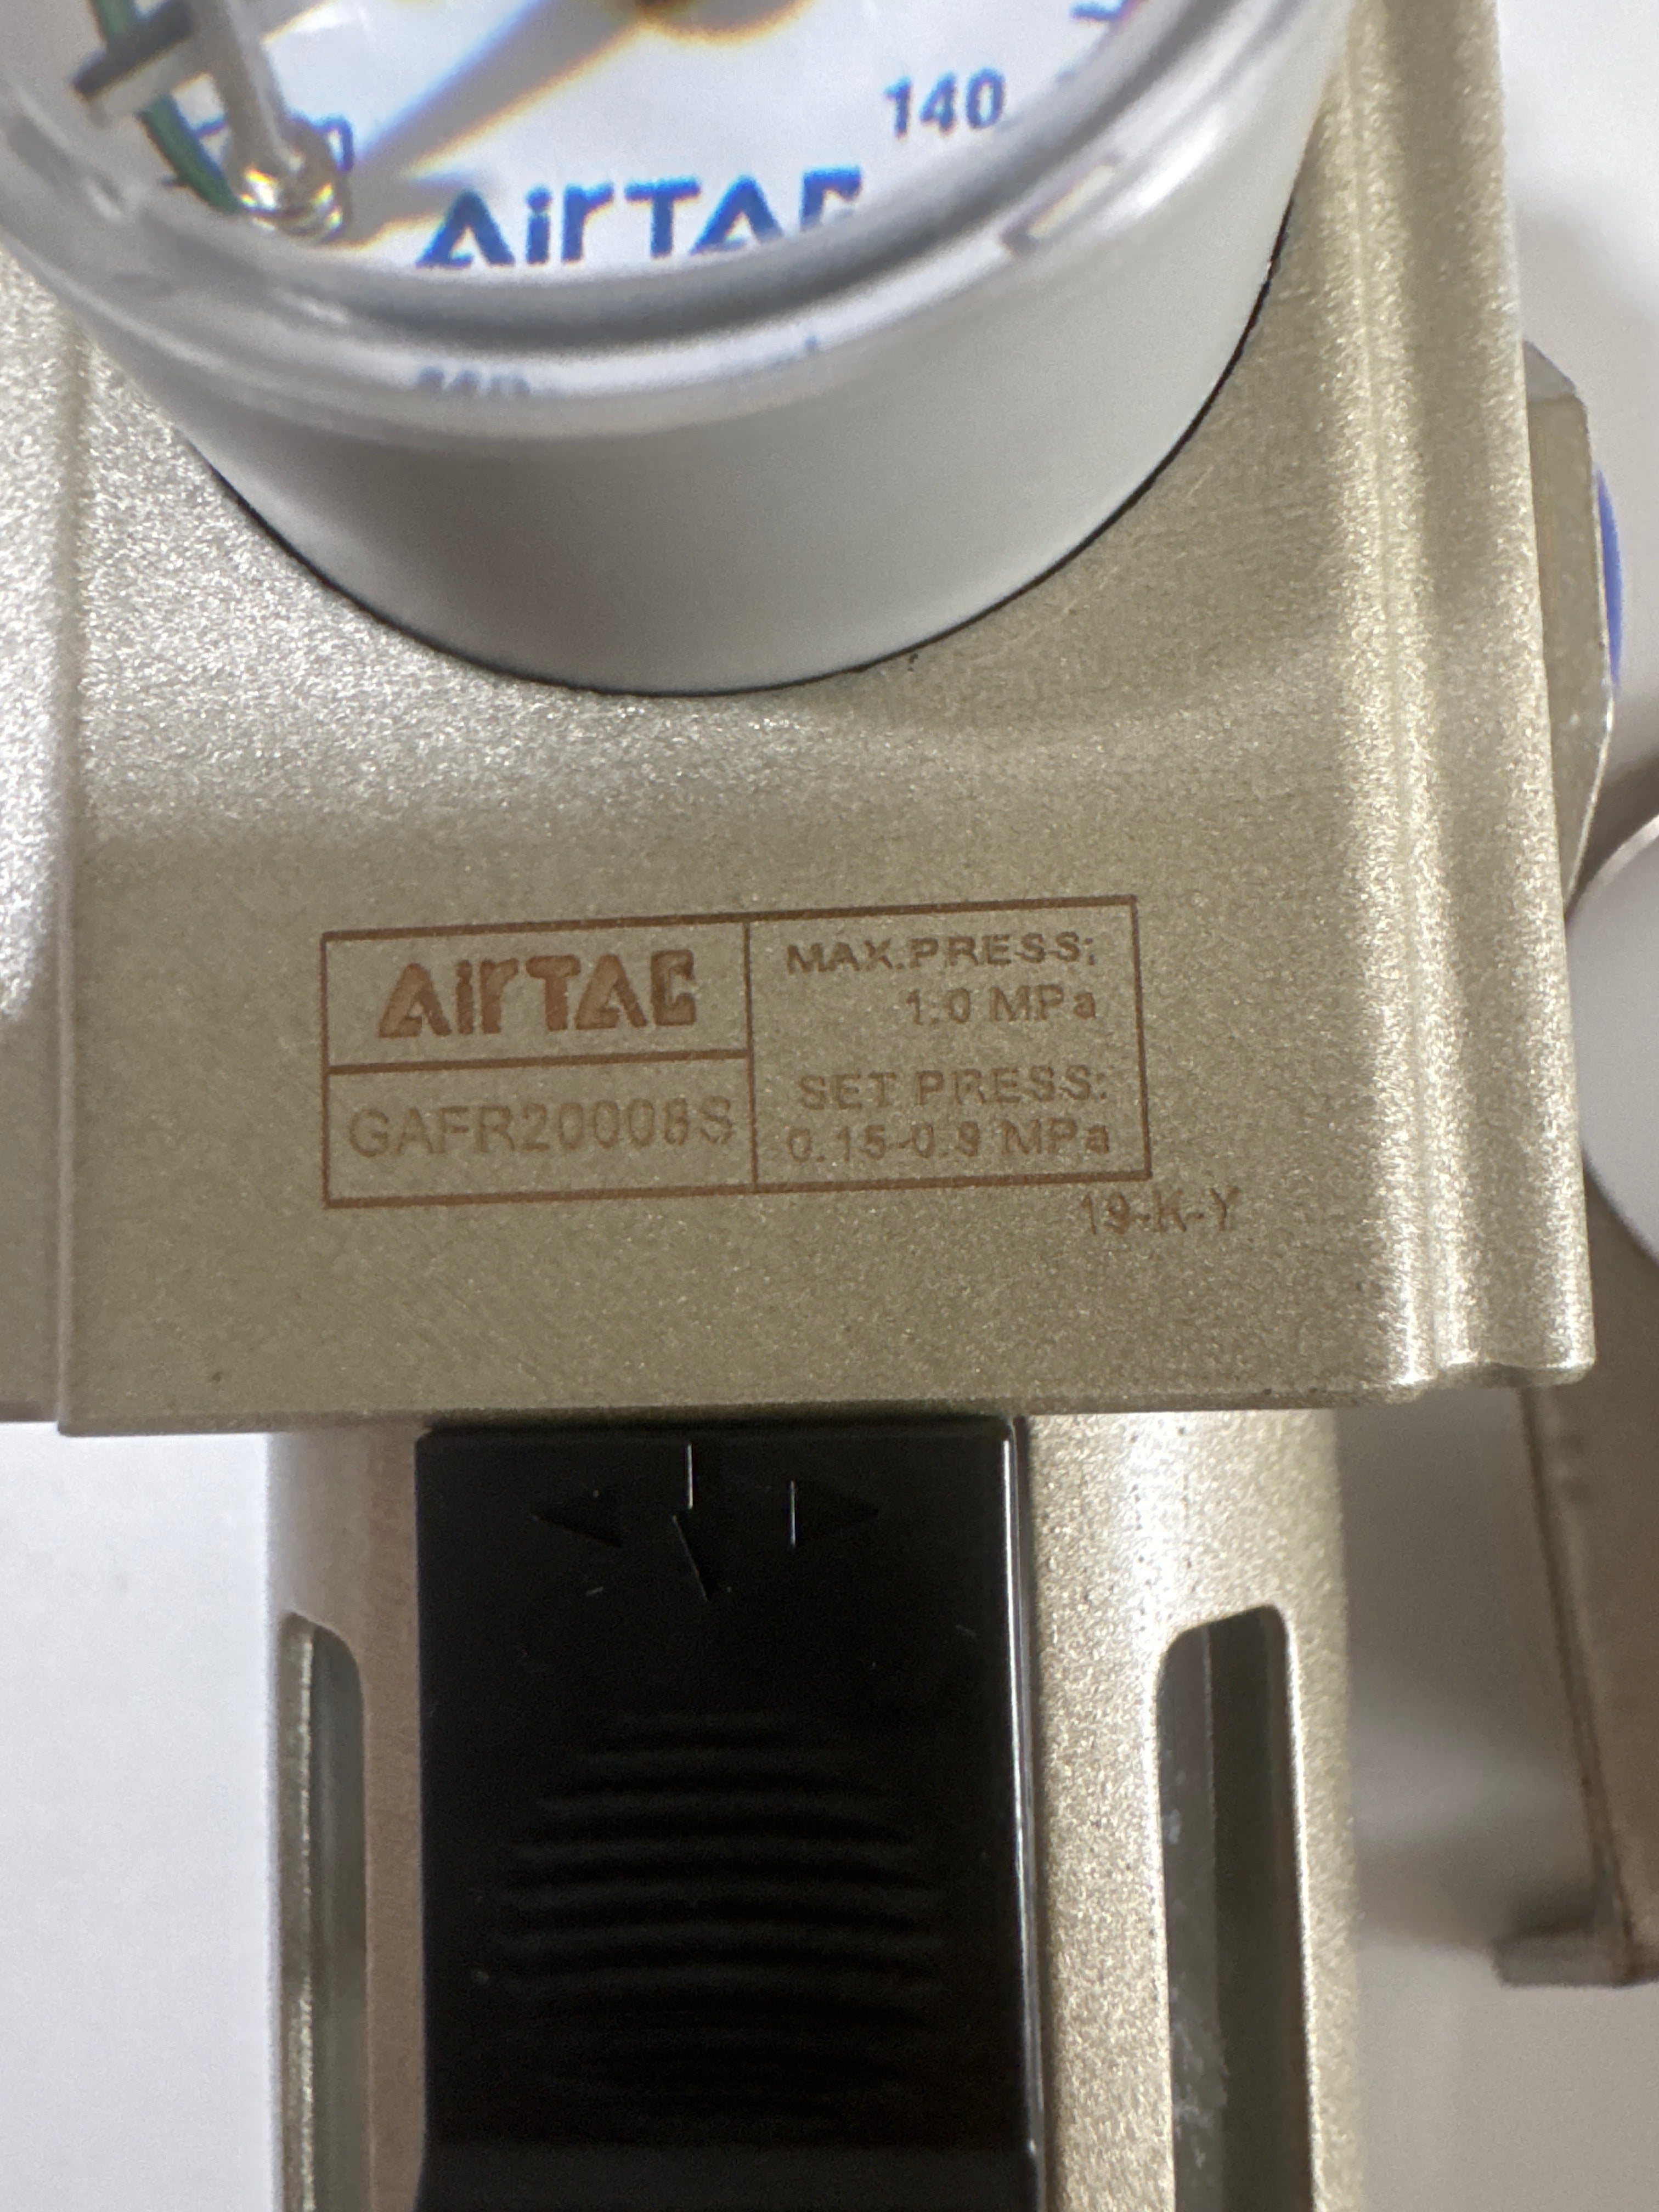 140
AirTAC
AirTAC
GAFR20008S
MAX.PRESS:
1.0 MPa
SET PRESS:
0.15-0.9 MPa
19-K-Y